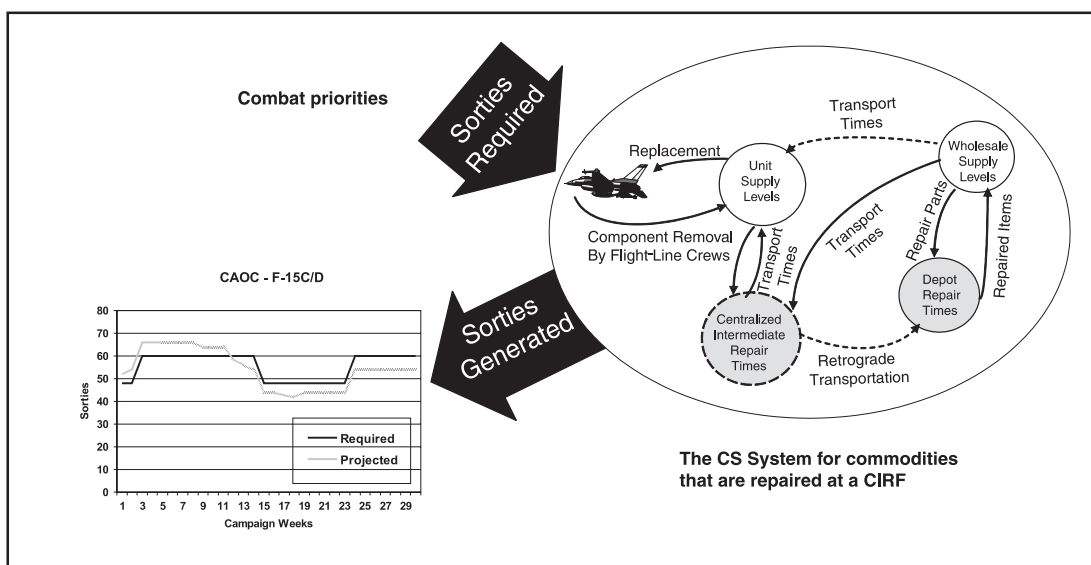 Combat priorities
Sorties
Required
Transport
Times
Replacement
Unit
Supply
Levels
Wholesale
Supply
Levels
Component Removal
By Flight-Line Crews
Transport
Times
Transport
Times
Repair Parts
Repaired Items
Depot
Repair
Times
Centralized
Intermediate
Repair
Times
Retrograde
Transportation
Sorties
Generated
CAOC - F-15C/D
80
70
60
50
40
30
20
10
0
Sorties
Required
Projected
1 3 5 7 9 11 13 15 17 19 21 23 25 27 29
Campaign Weeks
The CS System for commodities
that are repaired at a CIRF